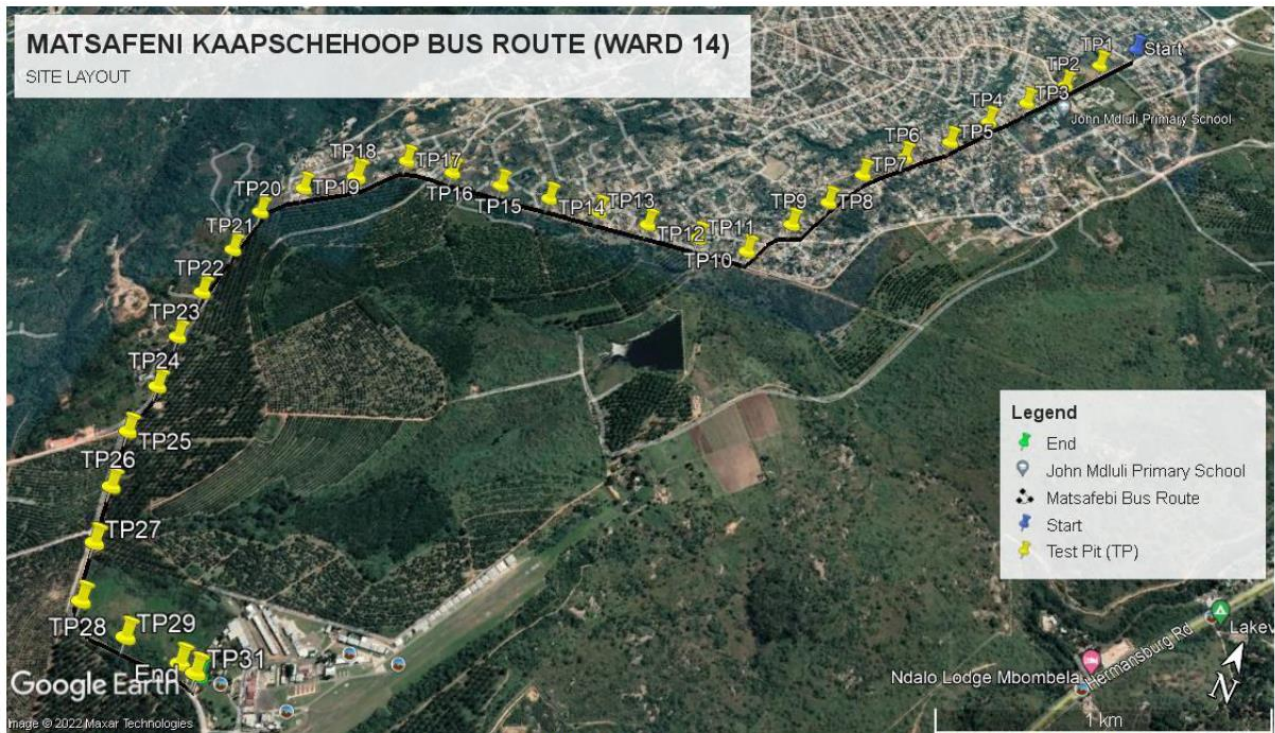 MATSAFENI KAAPSCHEHOOP BUS ROUTE (WARD 14)
SITE LAYOUT
Start
TP1
TP2
TP3
John Mdluli Primary School
TP4
TP5
TP6
TP7
TP8
TP9
TP10
TP11
TP12
TP13
TP14
TP15
TP16
TP17
TP18
TP19
TP20
TP21
TP22
TP23
TP24
TP25
TP26
TP27
TP28
TP29
TP31
End
Legend
End
John Mdluli Primary School
Matsafebi Bus Route
Start
Test Pit (TP)
Lakev
Hermansburg Rd
Ndalo Lodge Mbombela
N
1 km
Google Earth
Image © 2022 Maxar Technologies